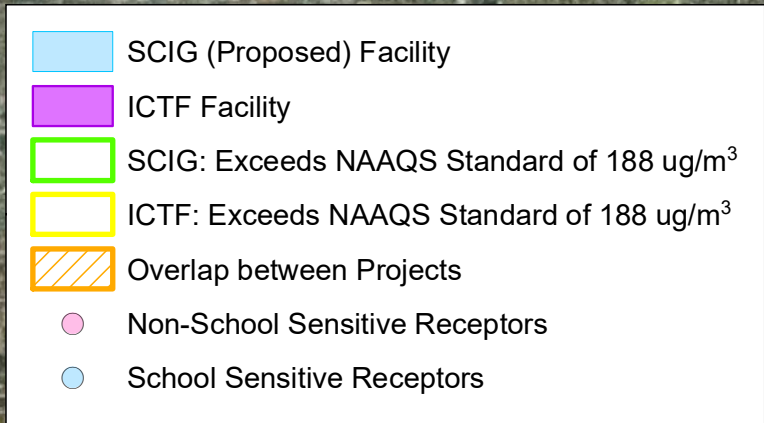 SCIG (Proposed) Facility
ICTF Facility
SCIG: Exceeds NAAQS Standard of 188 ug/m³
ICTF: Exceeds NAAQS Standard of 188 ug/m³
Overlap between Projects
Non-School Sensitive Receptors
School Sensitive Receptors